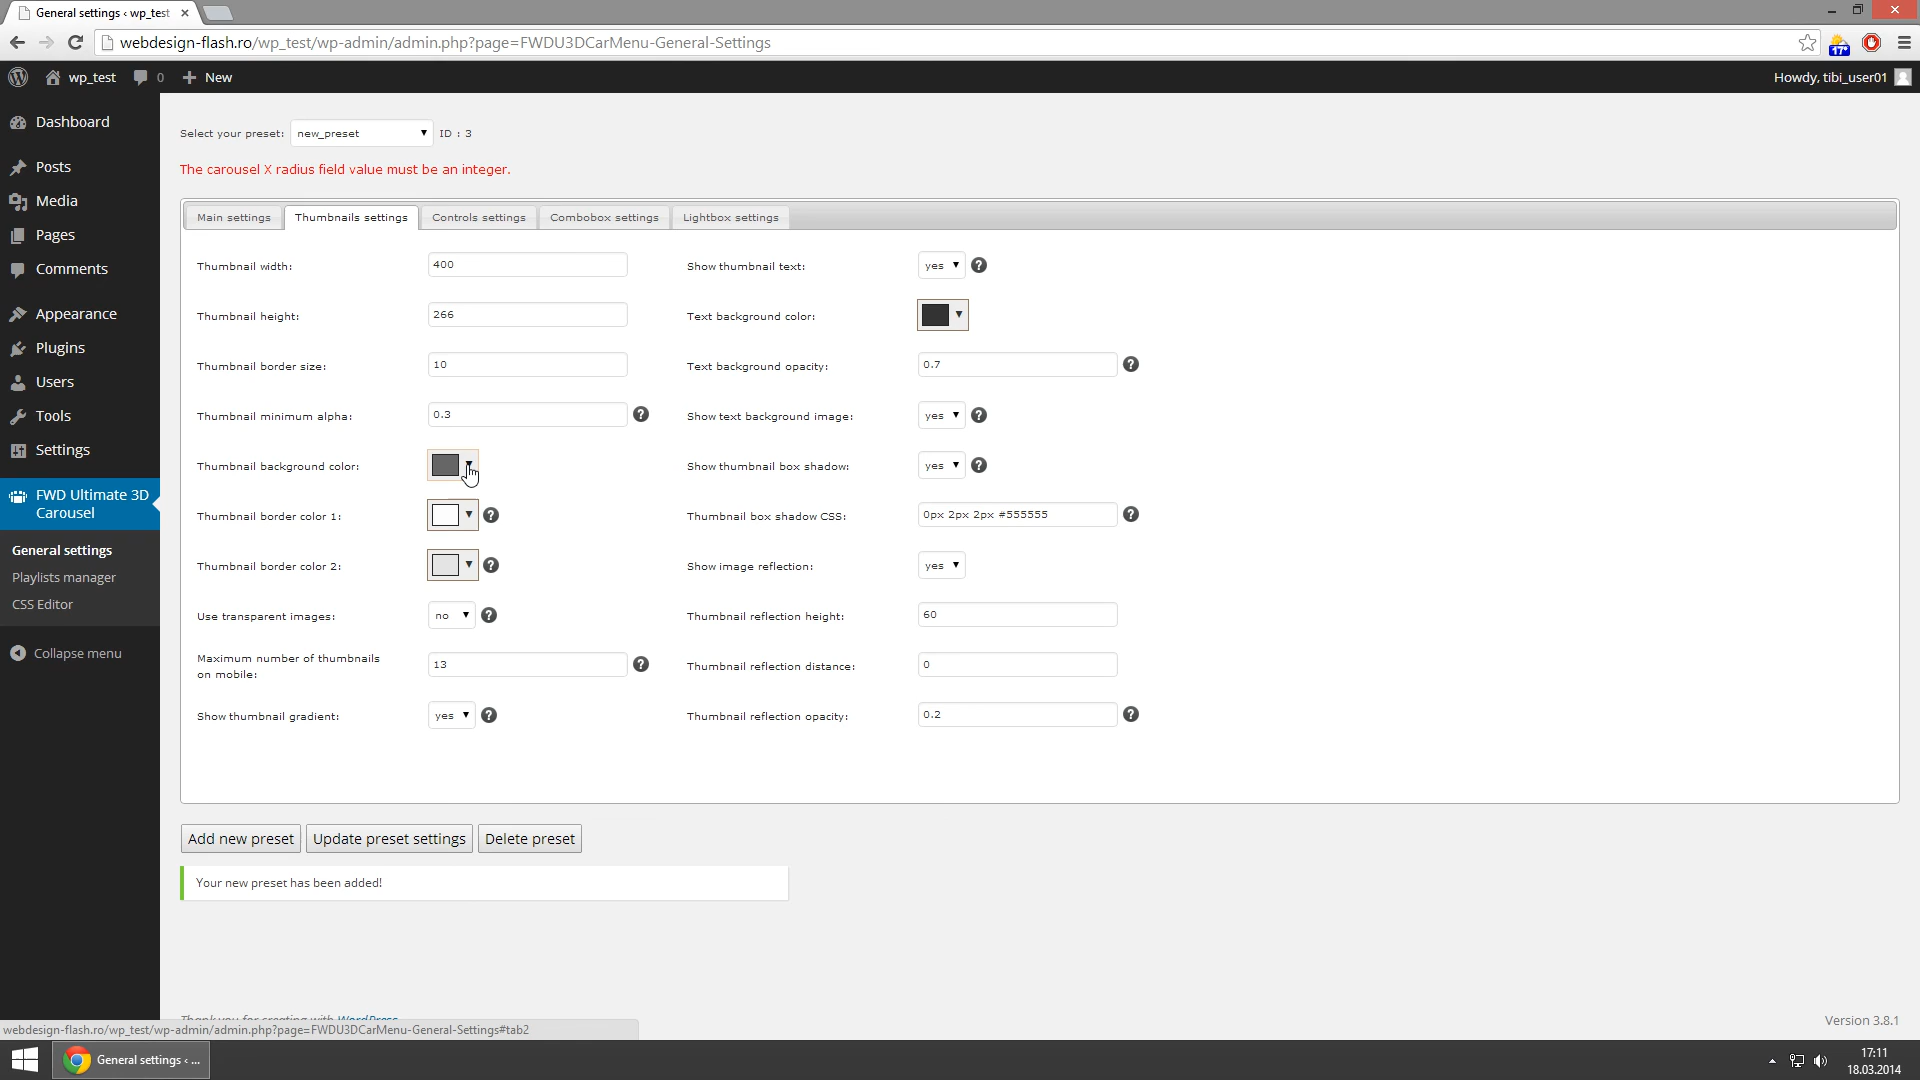 General settings ‹ wp_test
webdesign-flash.ro/wp_test/wp-admin/admin.php?page=FWDU3DCarMenu-General-Settings
17°
wp_test
0
New
Howdy, tibi_user01
Dashboard
Posts
Media
Pages
Comments
Appearance
Plugins
Users
Tools
Settings
FWD Ultimate 3D
Carousel
General settings
Playlists manager
CSS Editor
Collapse menu
Select your preset: new_preset ID : 3
The carousel X radius field value must be an integer.
Main settings Thumbnails settings Controls settings Combobox settings Lightbox settings
Thumbnail width: 400 Show thumbnail text: yes ?
Thumbnail height: 266 Text background color:
Thumbnail border size: 10 Text background opacity: 0.7 ?
Thumbnail minimum alpha: 0.3 ? Show text background image: yes ?
Thumbnail background color: Show thumbnail box shadow: yes ?
Thumbnail border color 1: ? Thumbnail box shadow CSS: 0px 2px 2px #555555 ?
Thumbnail border color 2: ? Show image reflection: yes
Use transparent images: no ? Thumbnail reflection height: 60
Maximum number of thumbnails
on mobile: 13 ? Thumbnail reflection distance: 0
Show thumbnail gradient: yes ? Thumbnail reflection opacity: 0.2 ?
Add new preset Update preset settings Delete preset
Your new preset has been added!
Thank you for creating with WordPress
Version 3.8.1
webdesign-flash.ro/wp_test/wp-admin/admin.php?page=FWDU3DCarMenu-General-Settings#tab2
General settings ‹ ...
17:11
18.03.2014